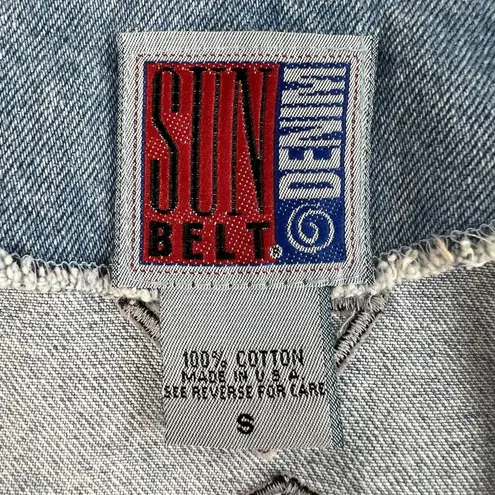 SUN
BELT®
DENIM
100% COTTON
MADE IN U S A
SEE REVERSE FOR CARE
S